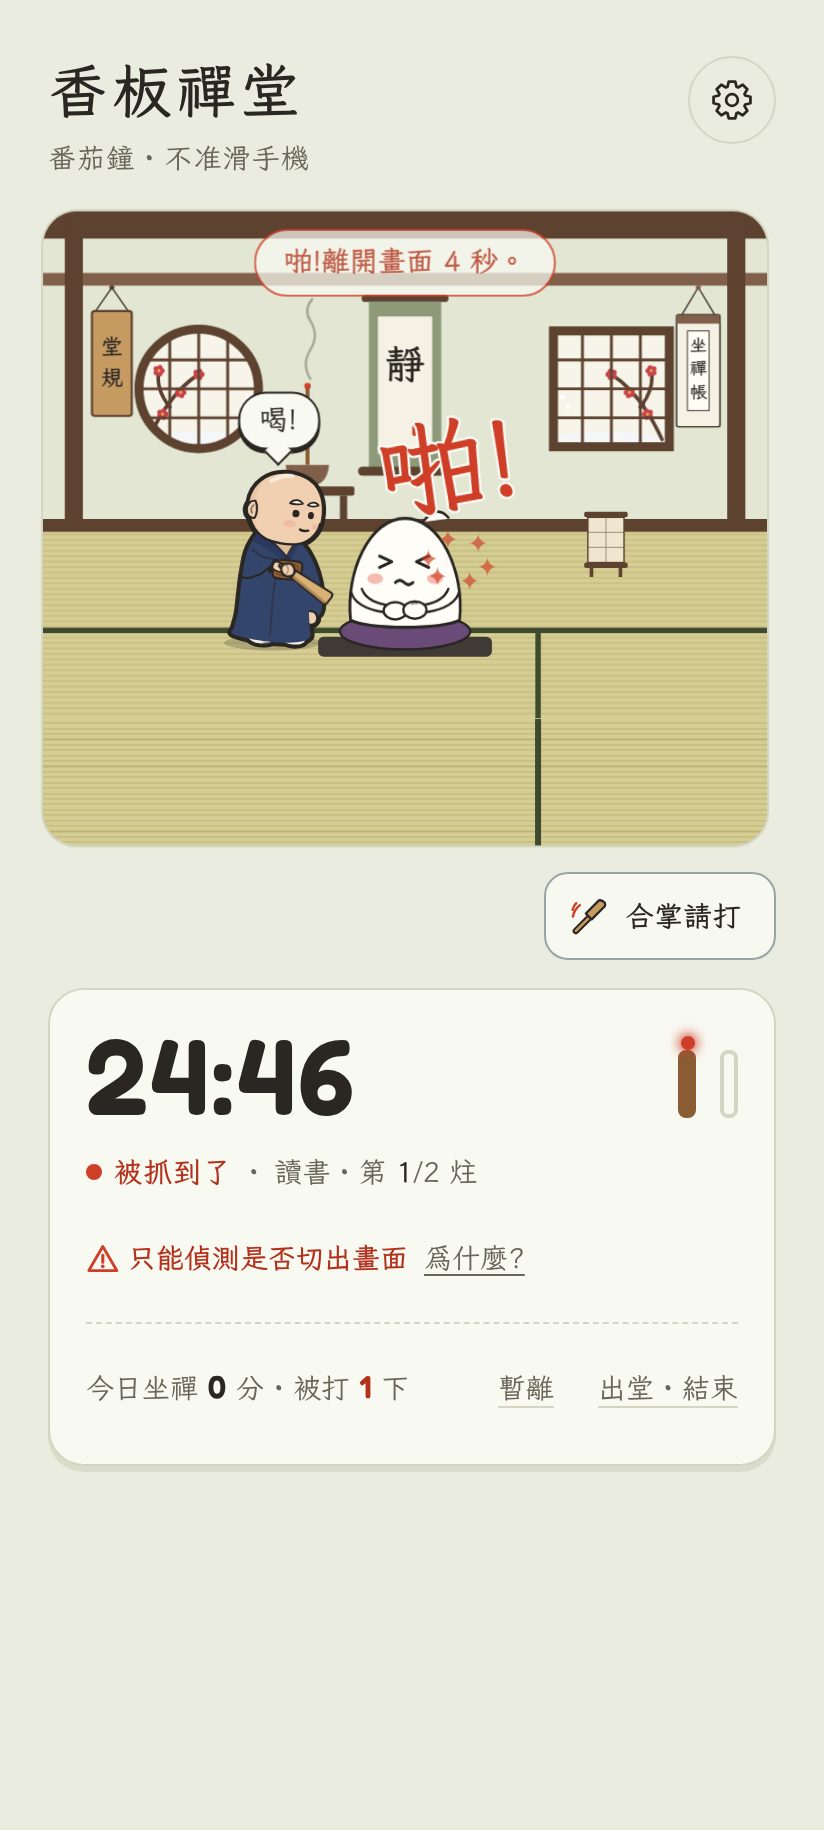 香板禪堂
番茄鐘・不准滑手機
啪!離開畫面 4 秒。
堂規
靜
坐禪帳
喝!
啪!
合掌請打
24:46
被抓到了 · 讀書・第 1/2 炷
只能偵測是否切出畫面 為什麼?
今日坐禪 0 分・被打 1 下 暫離 出堂・結束